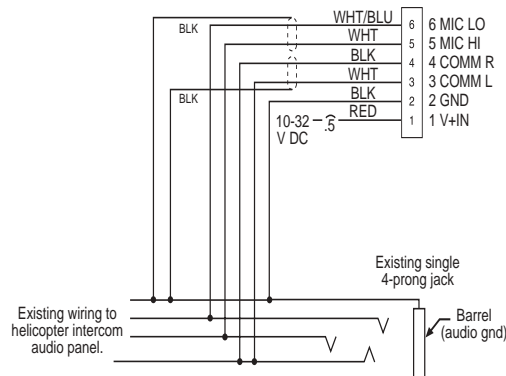 WHT/BLU 6 6 MIC LO
BLK
WHT 5 5 MIC HI
BLK 4 4 COMM R
WHT 3 3 COMM L
BLK
BLK 2 2 GND
RED 1 1 V+IN
10-32
V DC
.5
Existing single
4-prong jack
Existing wiring to
helicopter intercom
audio panel.
Barrel
(audio gnd)